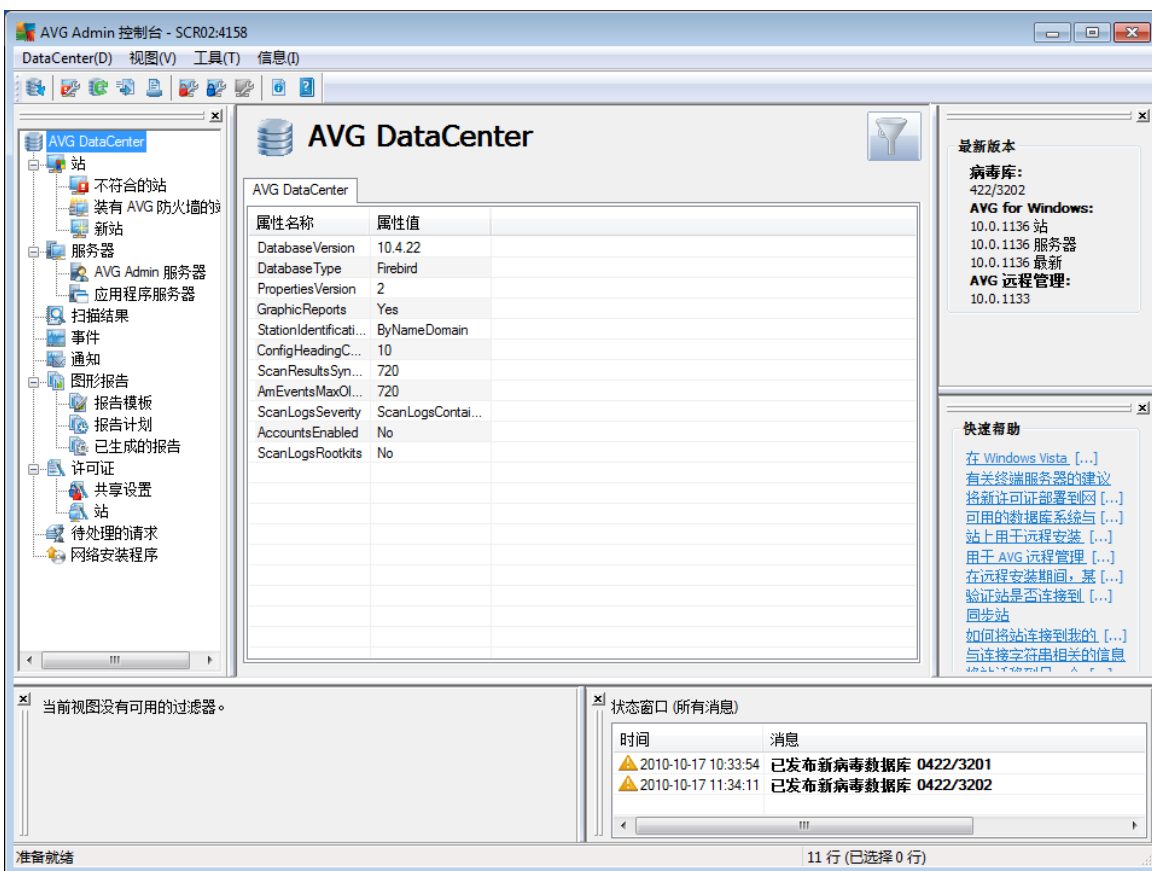 AVG Admin 控制台 - SCR02:4158
DataCenter(D) 视图(V) 工具(T) 信息(I)
AVG DataCenter
站
不符合的站
装有 AVG 防火墙的
新站
服务器
AVG Admin 服务器
应用程序服务器
扫描结果
事件
通知
图形报告
报告模板
报告计划
已生成的报告
许可证
共享设置
站
待处理的请求
网络安装程序
AVG DataCenter
AVG DataCenter
属性名称 属性值
DatabaseVersion 10.4.22
DatabaseType Firebird
PropertiesVersion 2
GraphicReports Yes
StationIdentificati... ByNameDomain
ConfigHeadingC... 10
ScanResultsSyn... 720
AmEventsMaxOl... 720
ScanLogsSeverity ScanLogsContai...
AccountsEnabled No
ScanLogsRootkits No
最新版本
病毒库:
422/3202
AVG for Windows:
10.0.1136 站
10.0.1136 服务器
10.0.1136 最新
AVG 远程管理:
10.0.1133
快速帮助
在 Windows Vista [...]
有关终端服务器的建议
将新许可证部署到网 [...]
可用的数据库系统与 [...]
站上用于远程安装 [...]
用于 AVG 远程管理 [...]
在远程安装期间，某 [...]
验证站是否连接到 [...]
同步站
如何将站连接到我的 [...]
与连接字符串相关的信息
当前视图没有可用的过滤器。
状态窗口 (所有消息)
时间 消息
2010-10-17 10:33:54 已发布新病毒数据库 0422/3201
2010-10-17 11:34:11 已发布新病毒数据库 0422/3202
准备就绪
11 行 (已选择 0 行)